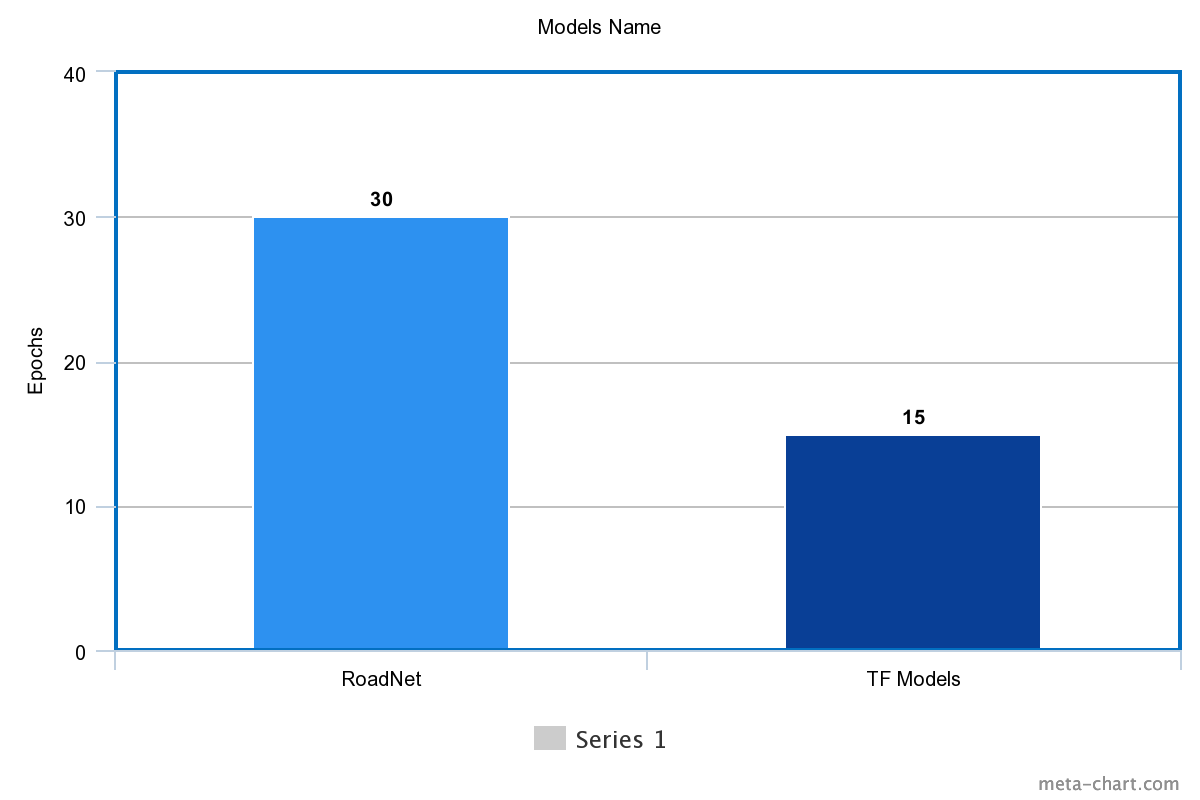 Models Name
40
30
30
20
15
10
0
Epochs
RoadNet
TF Models
Series 1
meta-chart.com